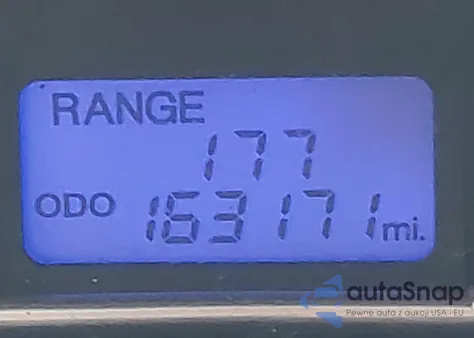 RANGE
177
ODO 163171 mi.
autaSnap
Pewne auta z aukcji USA i EU